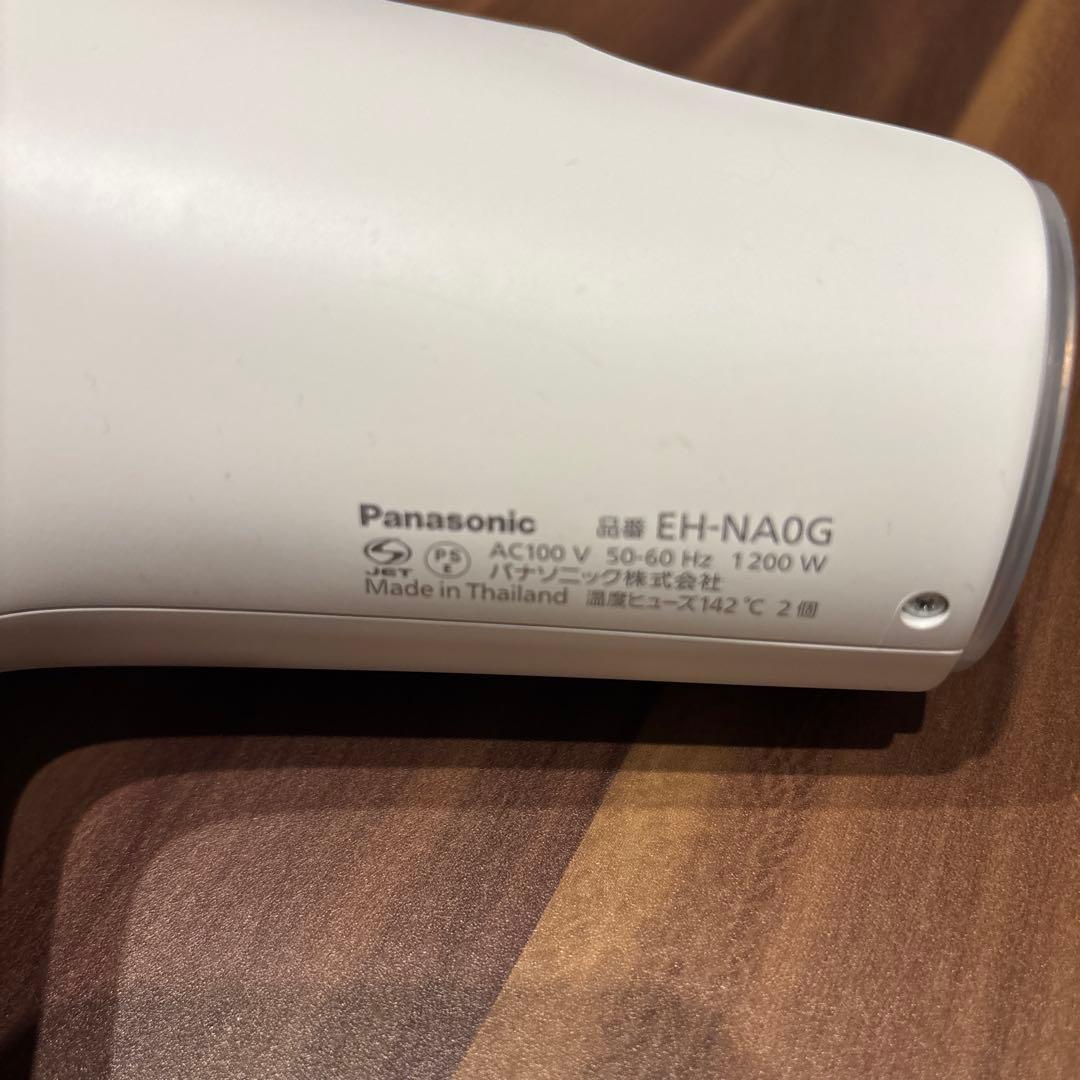 Panasonic 品番 EH-NA0G
JET PS E AC100 V 50-60 Hz 1200 W
パナソニック株式会社
Made in Thailand 温度ヒューズ142℃ 2個